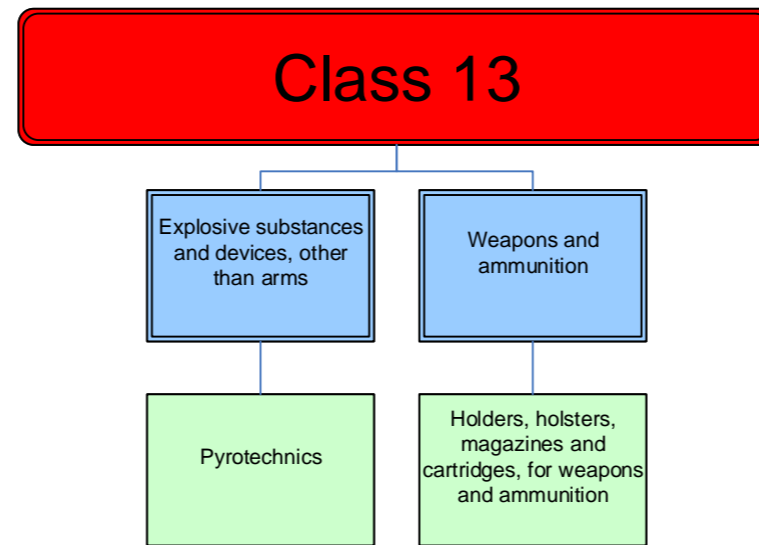 Class 13
Explosive substances
and devices, other
than arms
Weapons and
ammunition
Pyrotechnics
Holders, holsters,
magazines and
cartridges, for weapons
and ammunition